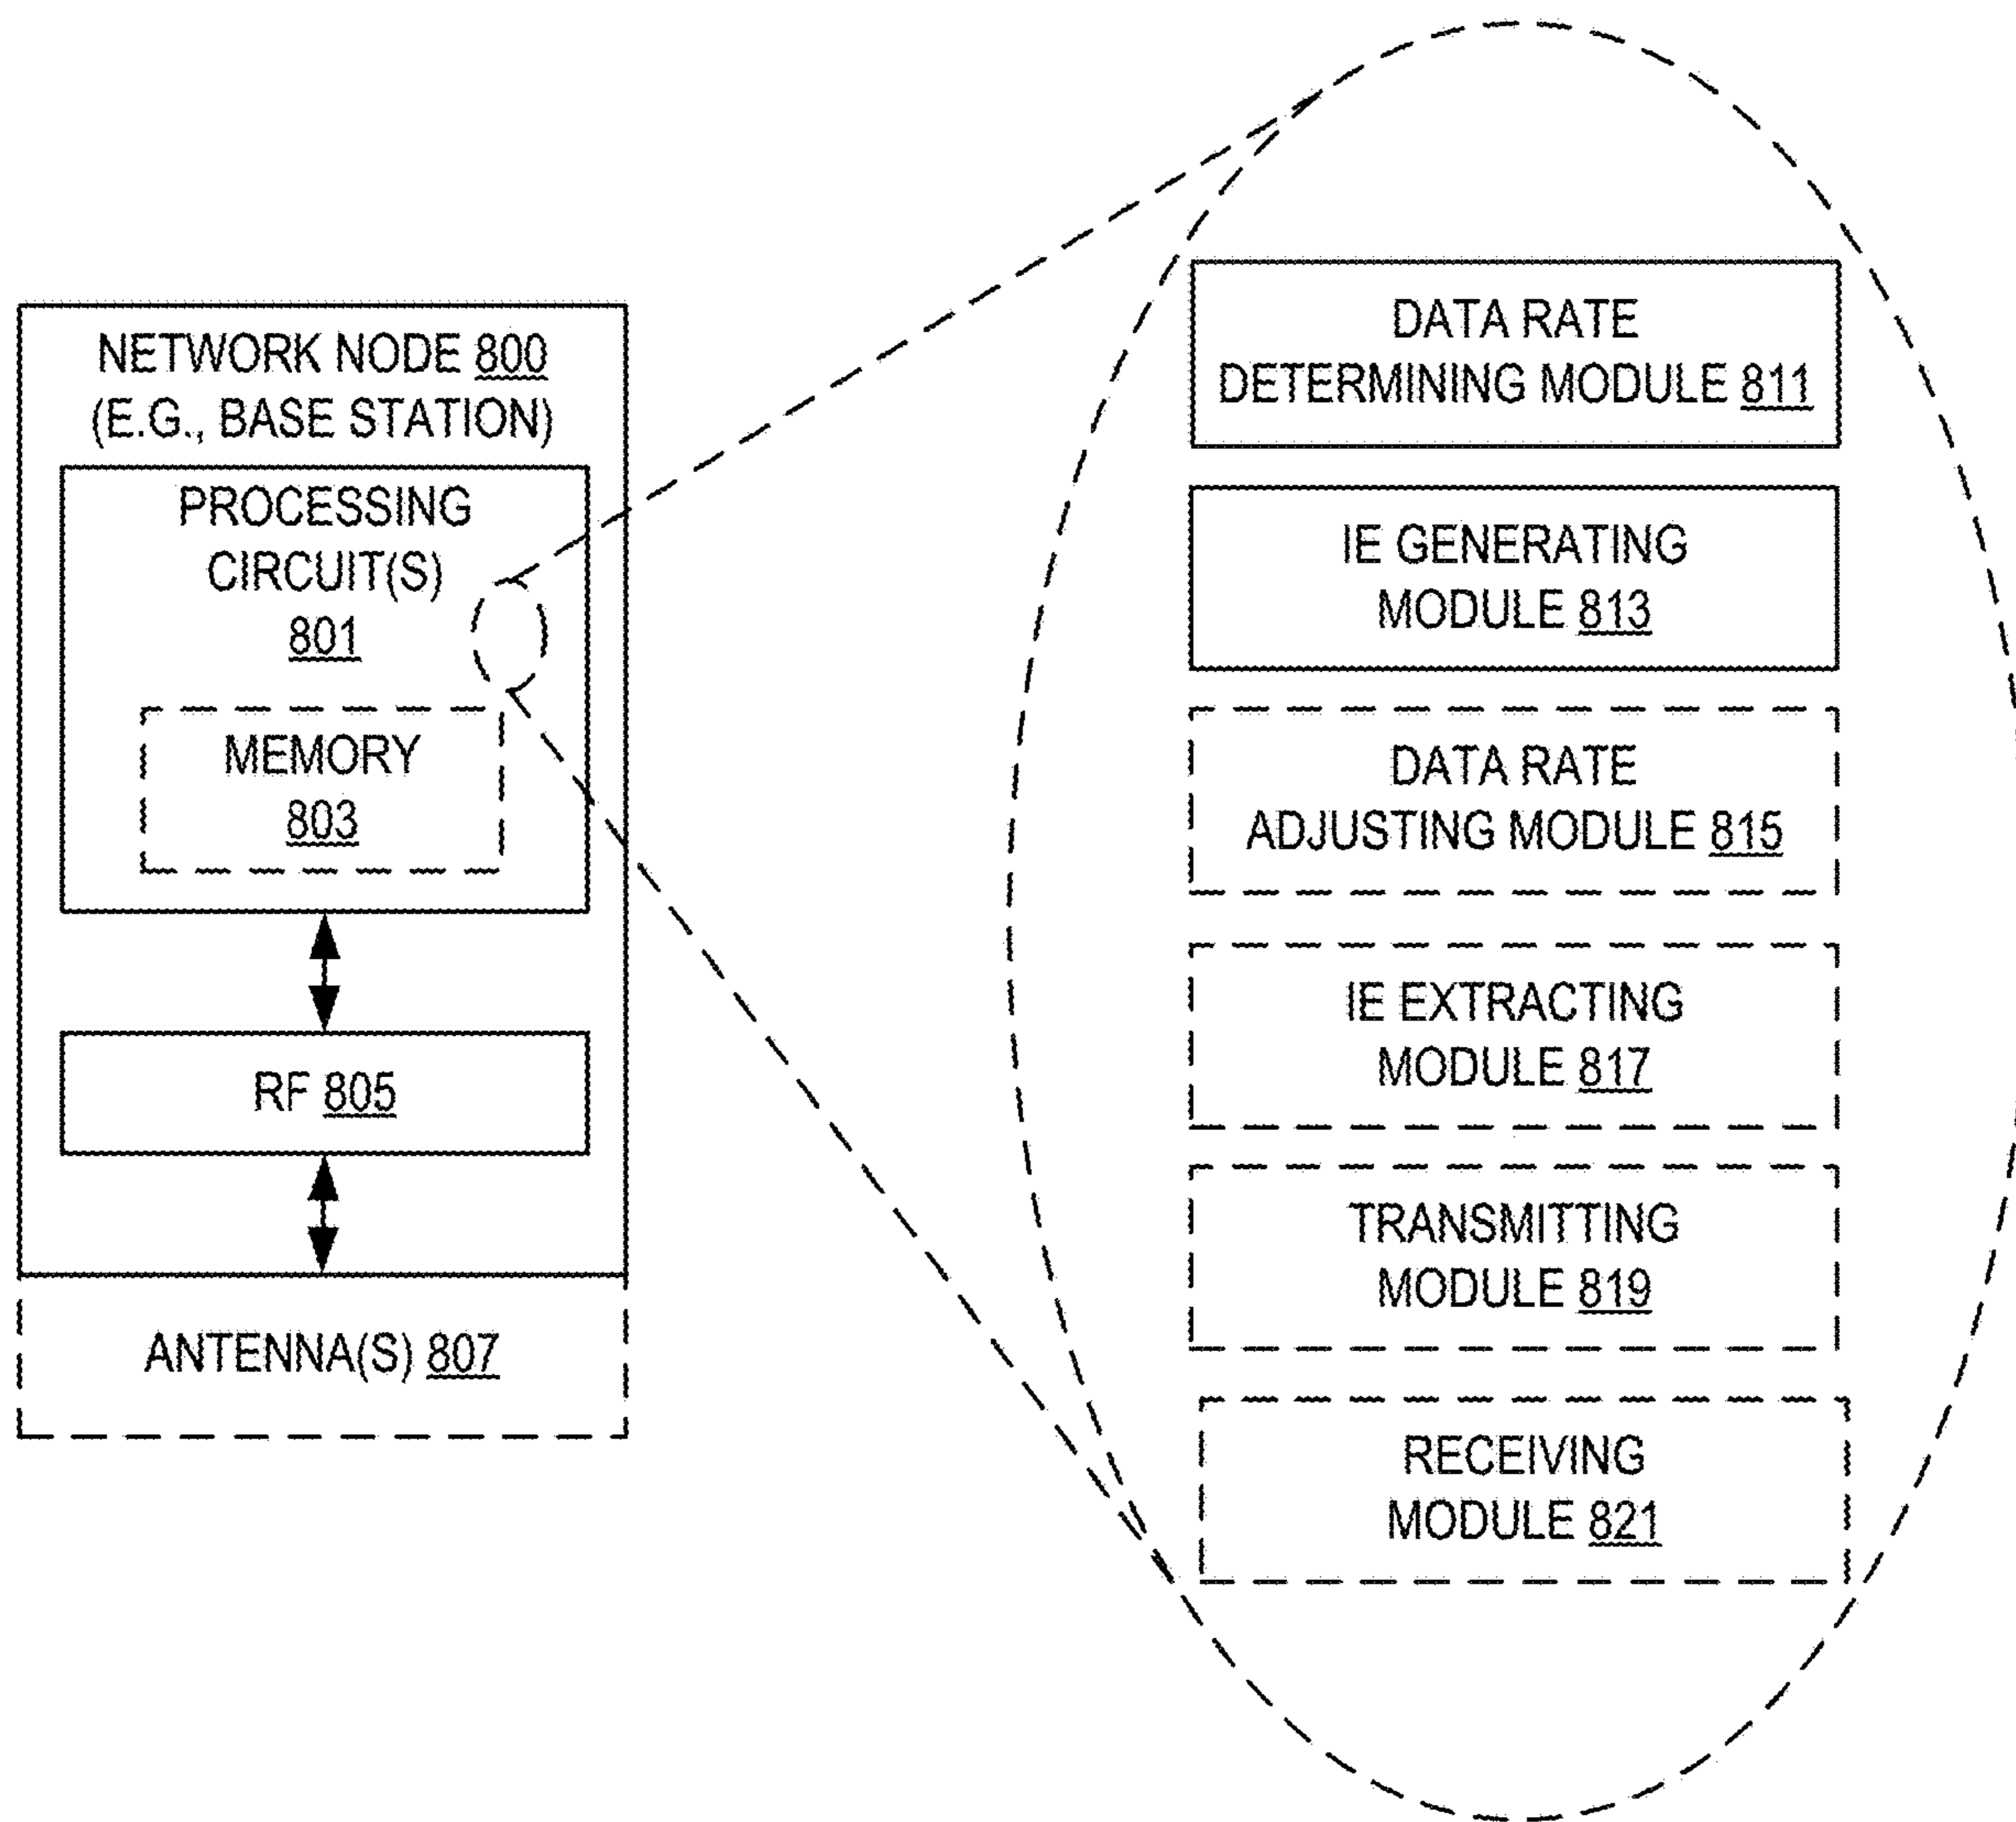 NETWORK NODE 800
(E.G., BASE STATION)
PROCESSING
CIRCUIT(S)
801
MEMORY
803
RF 805
ANTENNA(S) 807
DATA RATE
DETERMINING MODULE 811
IE GENERATING
MODULE 813
DATA RATE
ADJUSTING MODULE 815
IE EXTRACTING
MODULE 817
TRANSMITTING
MODULE 819
RECEIVING
MODULE 821